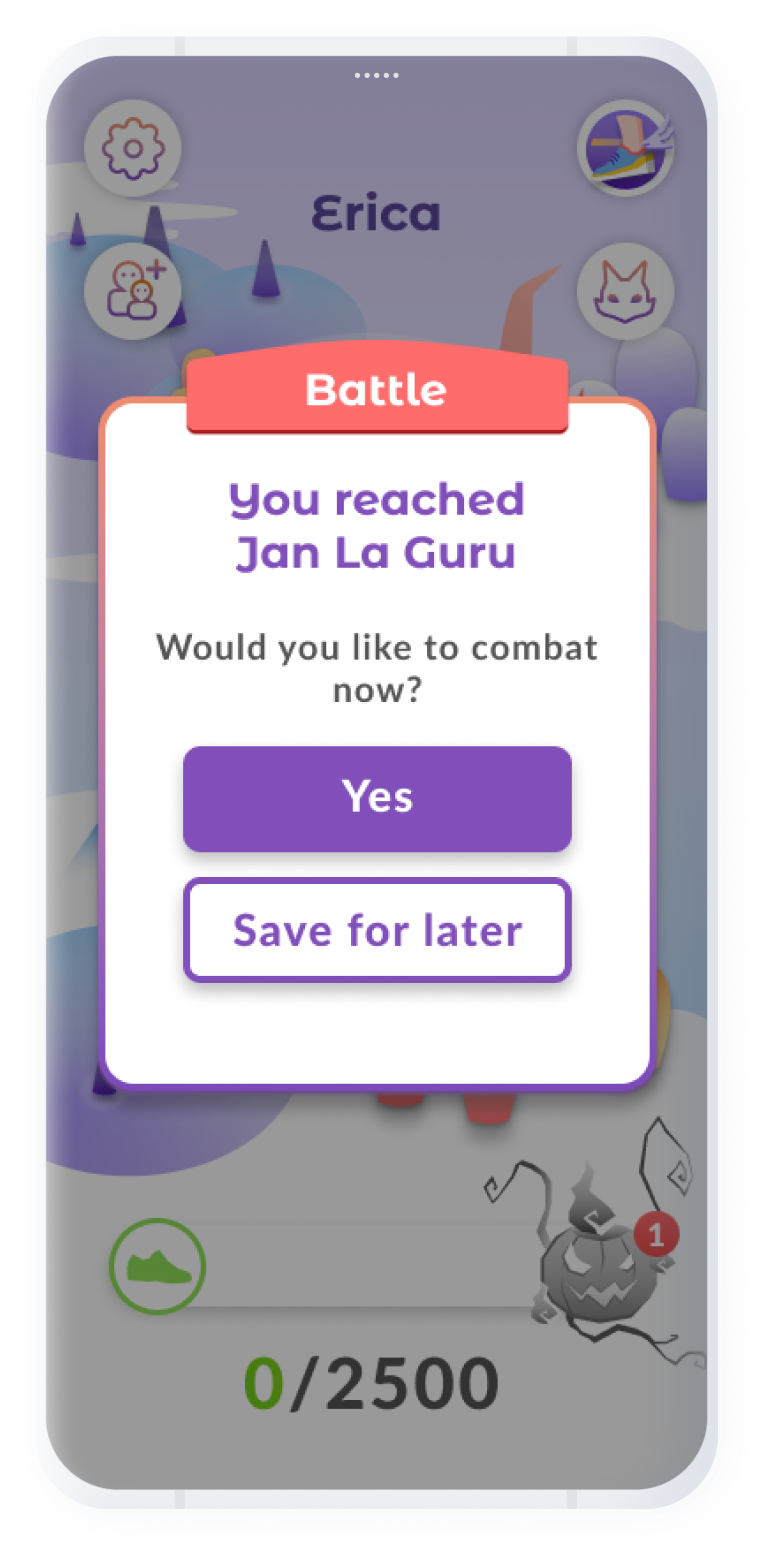 Erica
Battle
You reached
Jan La Guru
Would you like to combat
now?
Yes
Save for later
1
0/2500